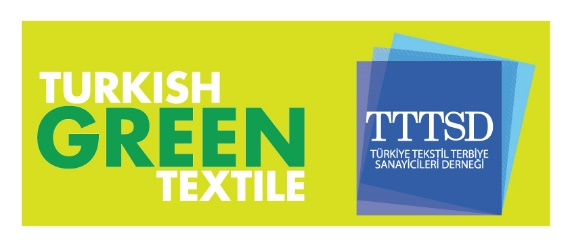 TURKISH
GREEN
TEXTILE
TTTSD
TÜRKİYE TEKSTİL TERBİYE
SANAYİCİLERİ DERNEĞİ